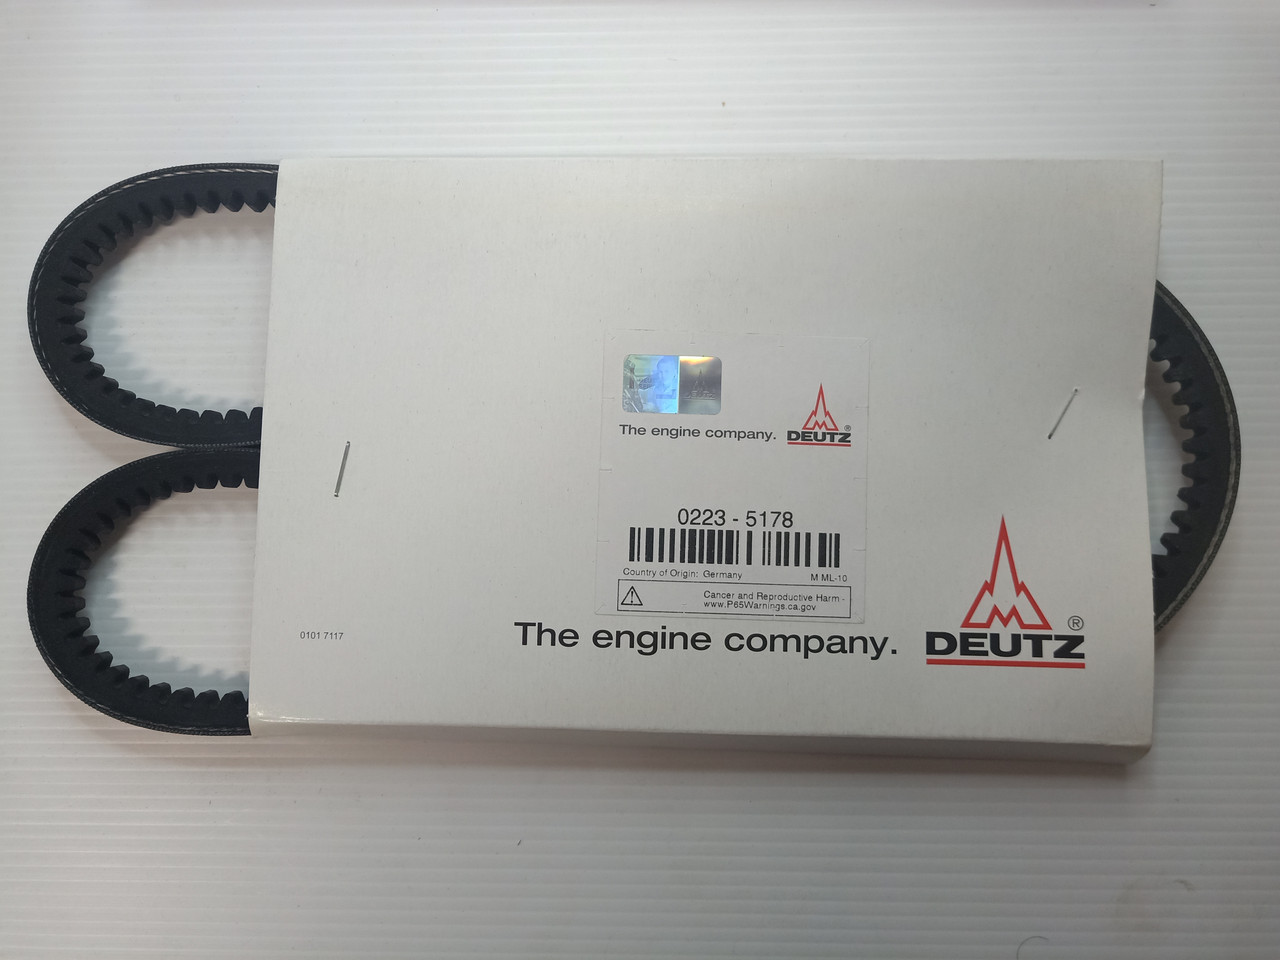 The engine company.
DEUTZ ®
0223 - 5178
Country of Origin: Germany
M ML-10
Cancer and Reproductive Harm -
www.P65Warnings.ca.gov
0101 7117
The engine company.
DEUTZ ®